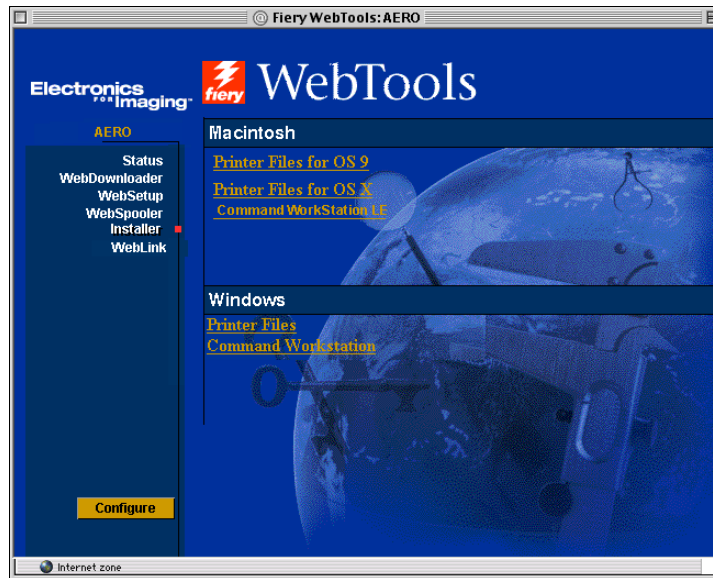 Fiery WebTools: AERO
Electronics
FOR Imaging™
fiery
WebTools
AERO
Status
WebDownloader
WebSetup
WebSpooler
Installer
WebLink
Configure
Macintosh
Printer Files for OS 9
Printer Files for OS X
Command WorkStation LE
Windows
Printer Files
Command Workstation
Internet zone